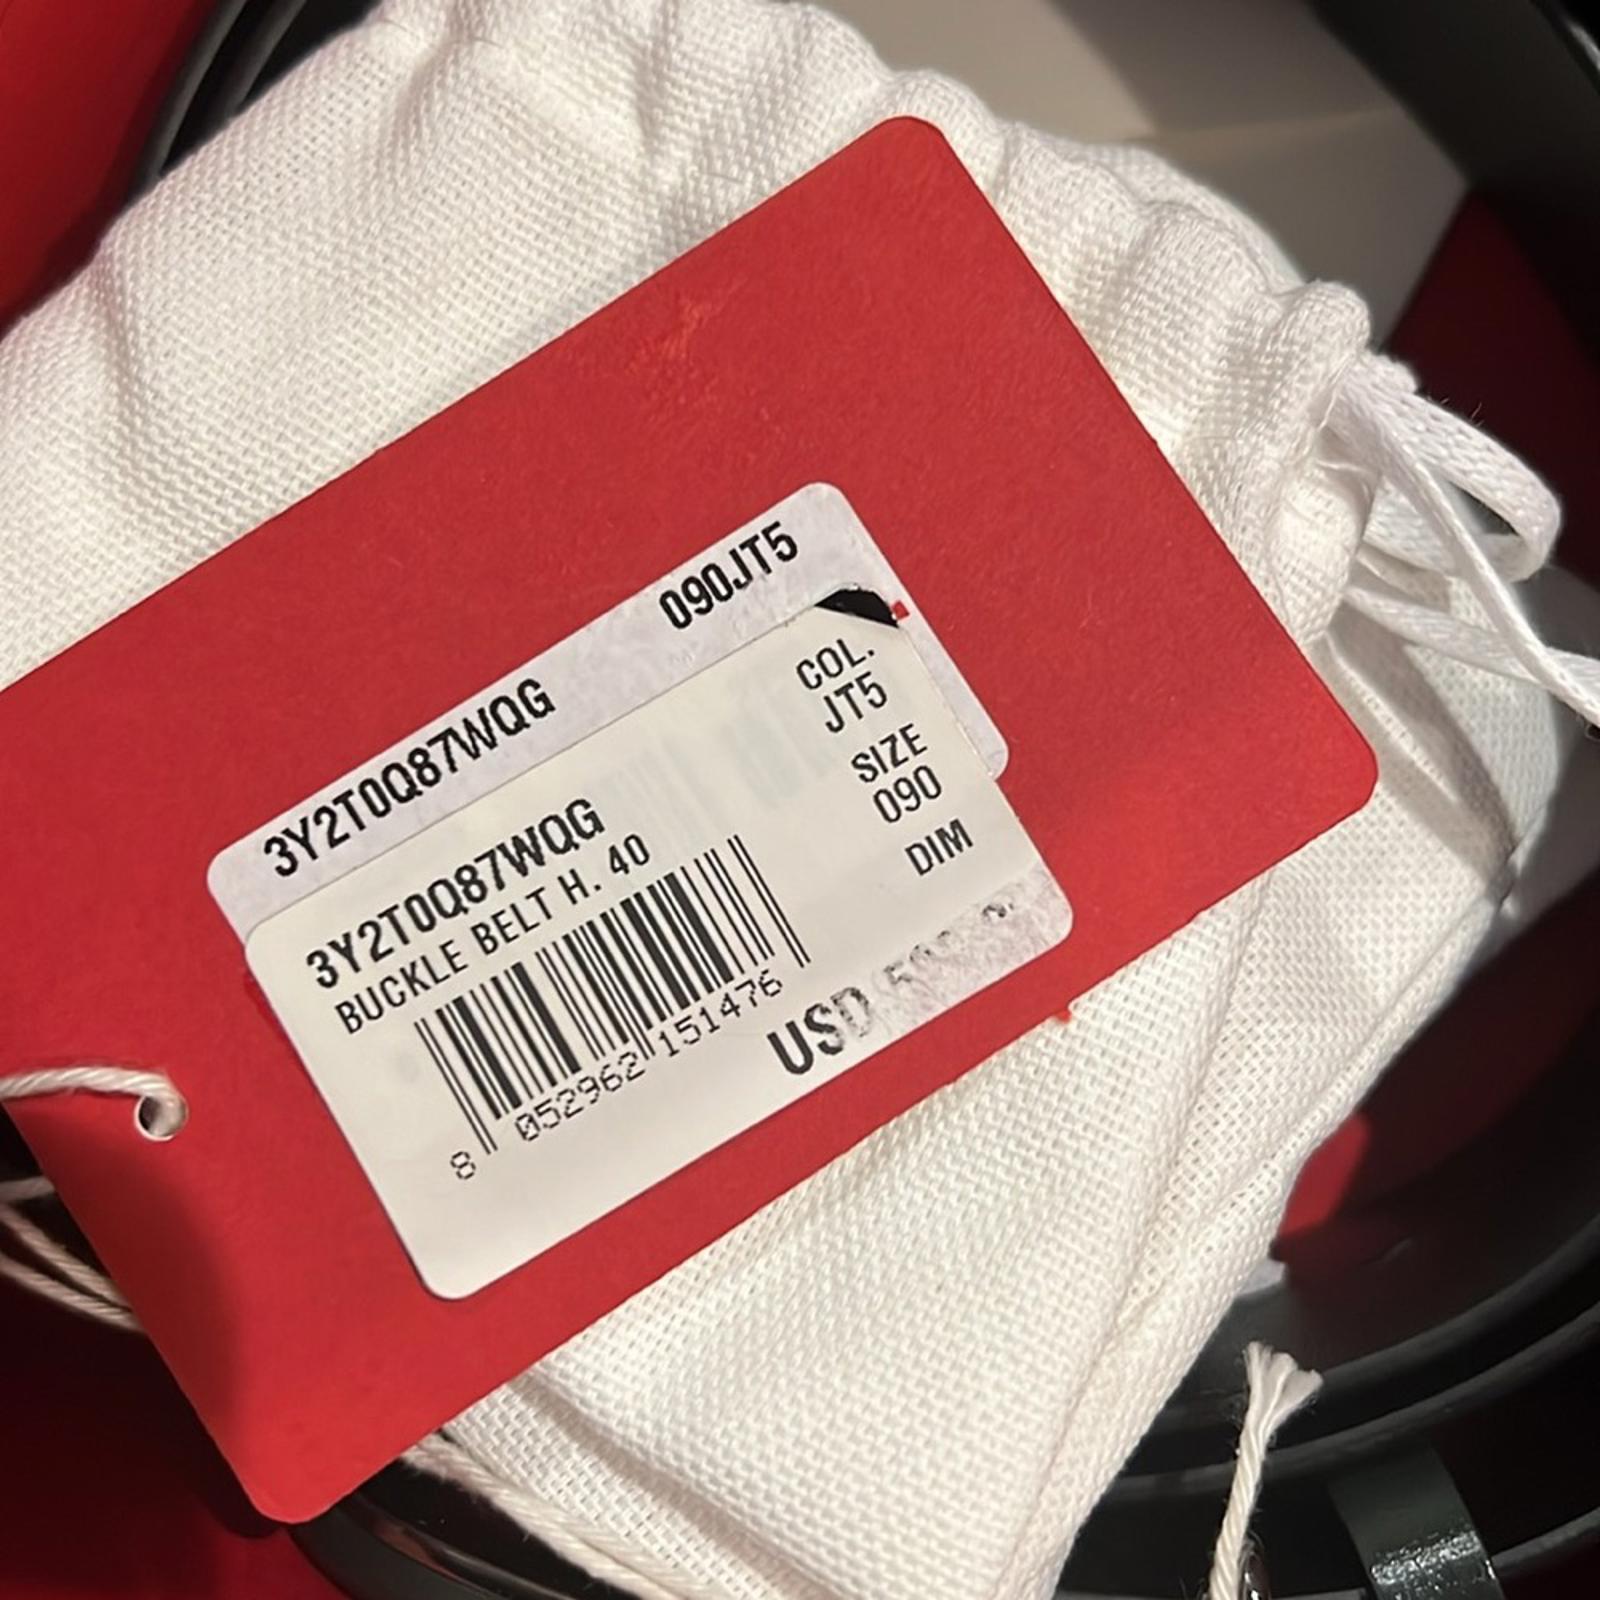 3Y2T0Q87WQG 090JT5
3Y2T0Q87WQG
BUCKLE BELT H. 40
COL.
JT5
SIZE
090
DIM
8 052962 151476
USD